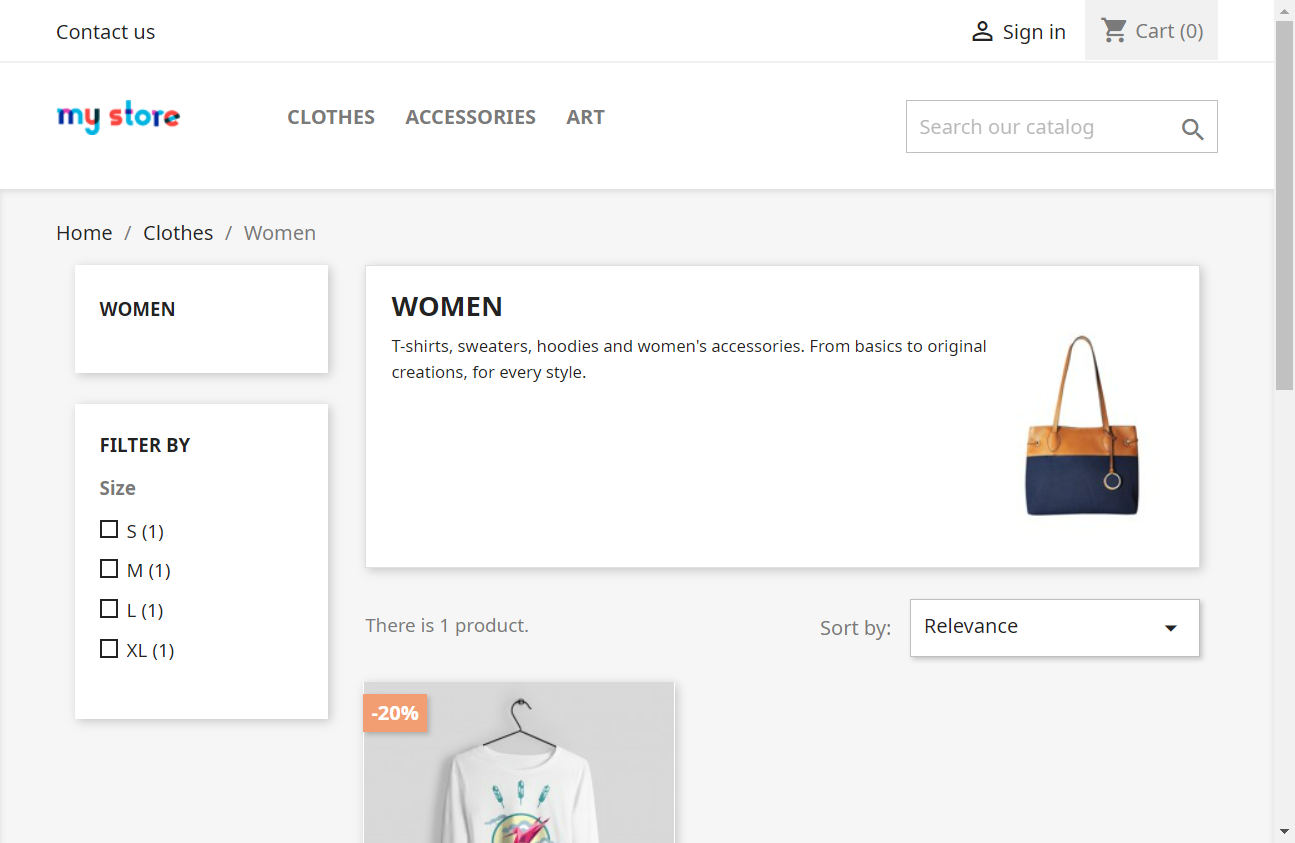 Contact us
Sign in
Cart (0)
my store
CLOTHES
ACCESSORIES
ART
Search our catalog
Home / Clothes / Women
WOMEN
FILTER BY
Size
S (1)
M (1)
L (1)
XL (1)
WOMEN
T-shirts, sweaters, hoodies and women's accessories. From basics to original
creations, for every style.
There is 1 product.
Sort by:
Relevance
-20%